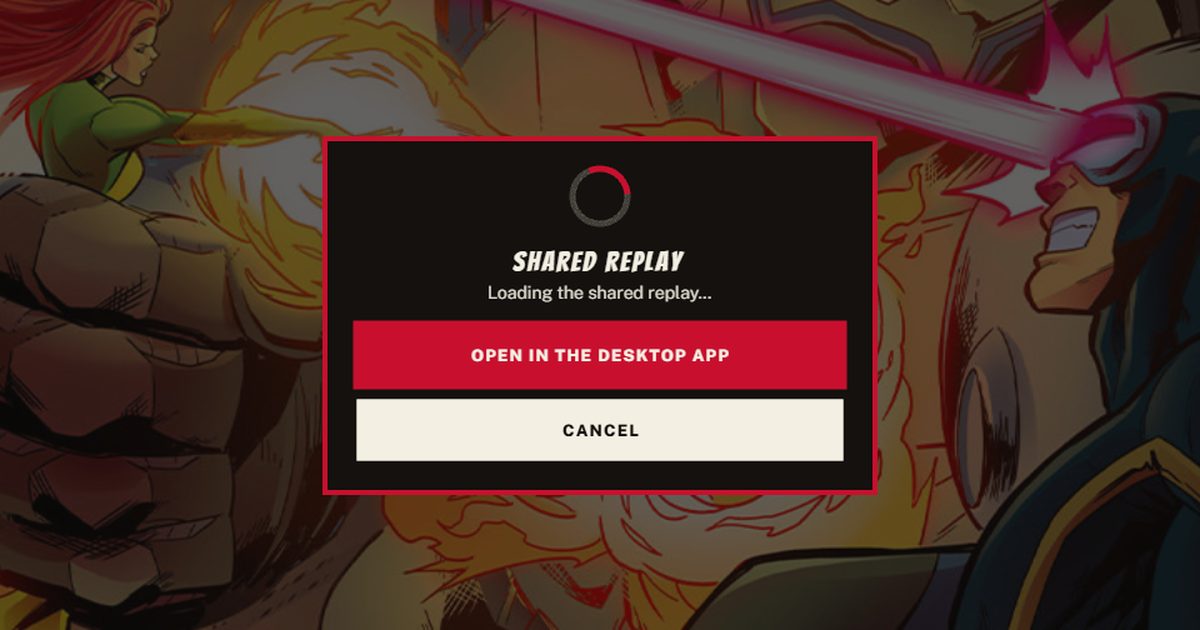 SHARED REPLAY
Loading the shared replay...
OPEN IN THE DESKTOP APP
CANCEL